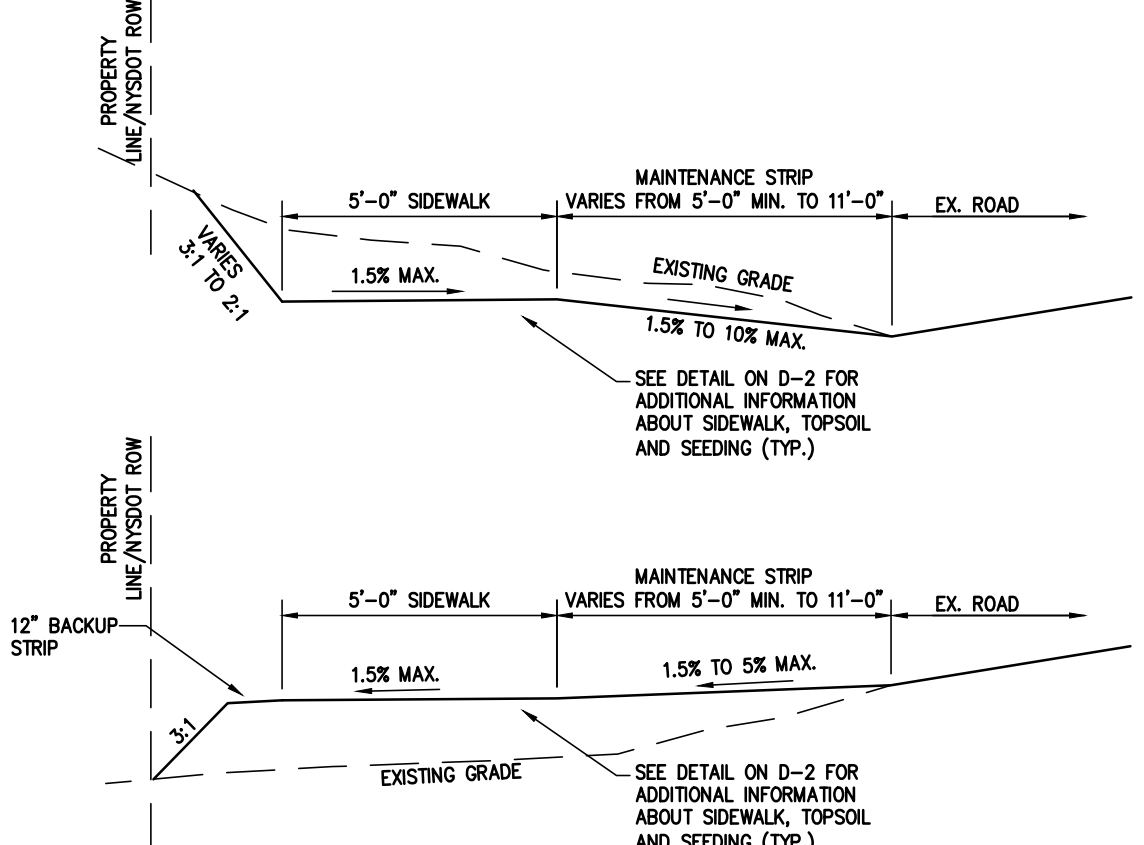 PROPERTY
LINE/NYSDOT ROW
MAINTENANCE STRIP
5'-0" SIDEWALK
VARIES FROM 5'-0" MIN. TO 11'-0"
EX. ROAD
VARIES
3:1 TO 2:1
1.5% MAX.
EXISTING GRADE
1.5% TO 10% MAX.
SEE DETAIL ON D-2 FOR
ADDITIONAL INFORMATION
ABOUT SIDEWALK, TOPSOIL
AND SEEDING (TYP.)
PROPERTY
LINE/NYSDOT ROW
MAINTENANCE STRIP
5'-0" SIDEWALK
VARIES FROM 5'-0" MIN. TO 11'-0"
EX. ROAD
12" BACKUP
STRIP
1.5% MAX.
1.5% TO 5% MAX.
3:1
EXISTING GRADE
SEE DETAIL ON D-2 FOR
ADDITIONAL INFORMATION
ABOUT SIDEWALK, TOPSOIL
AND SEEDING (TYP.)